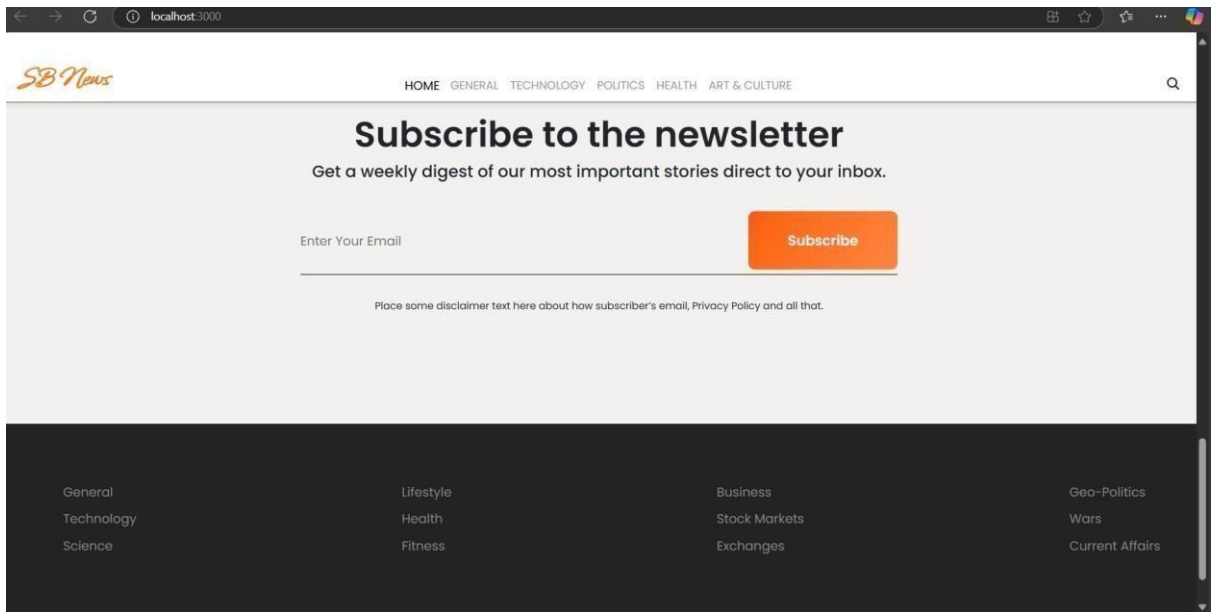 localhost:3000
SB News
HOME GENERAL TECHNOLOGY POLITICS HEALTH ART & CULTURE
Subscribe to the newsletter
Get a weekly digest of our most important stories direct to your inbox.
Enter Your Email
Subscribe
Place some disclaimer text here about how subscriber's email, Privacy Policy and all that.
General Lifestyle Business Geo-Politics
Technology Health Stock Markets Wars
Science Fitness Exchanges Current Affairs